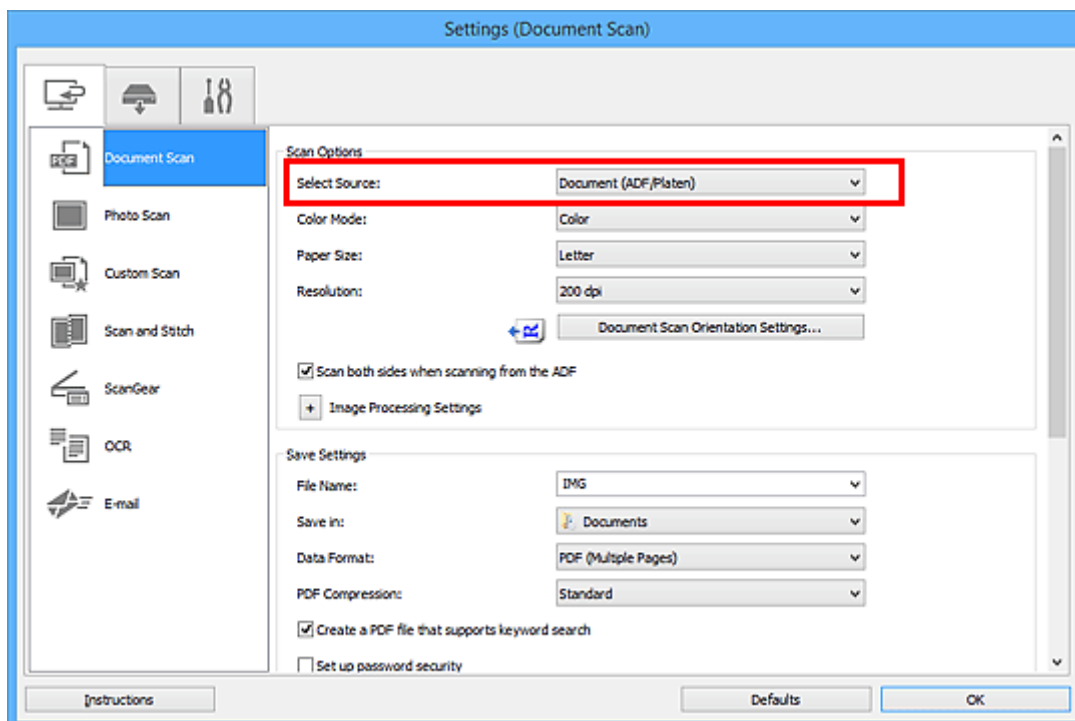 Settings (Document Scan)
PDF
Document Scan
Photo Scan
Custom Scan
Scan and Stitch
ScanGear
OCR
E-mail
Scan Options
Select Source: Document (ADF/Platen)
Color Mode: Color
Paper Size: Letter
Resolution: 200 dpi
R Document Scan Orientation Settings...
Scan both sides when scanning from the ADF
+ Image Processing Settings
Save Settings
File Name: IMG
Save in: Documents
Data Format: PDF (Multiple Pages)
PDF Compression: Standard
Create a PDF file that supports keyword search
Set up password security
Instructions Defaults OK